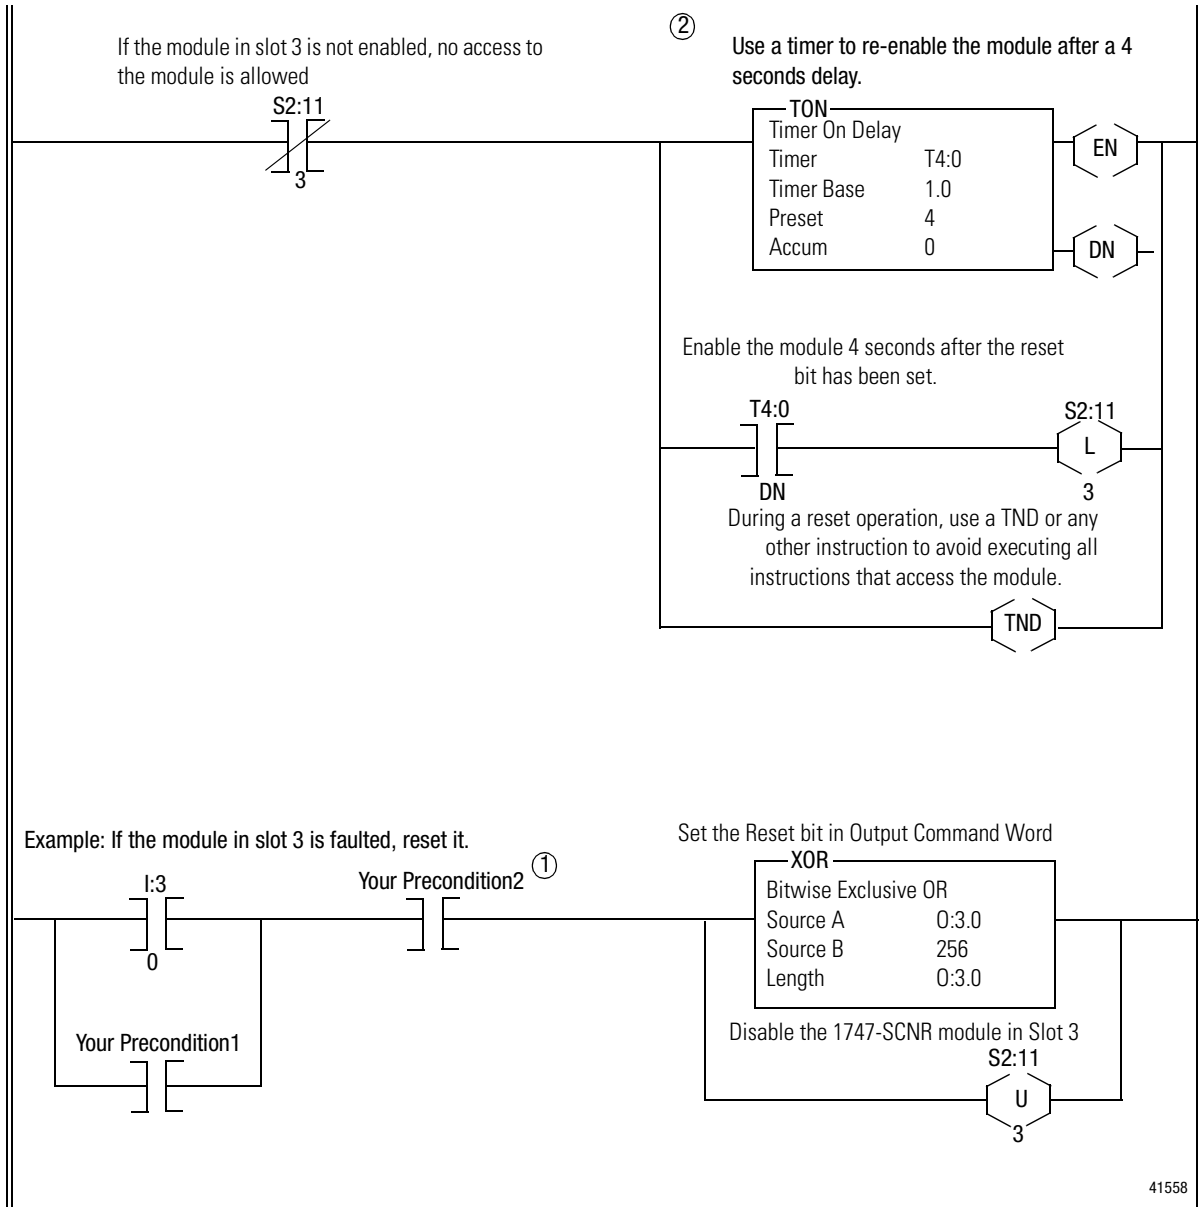 If the module in slot 3 is not enabled, no access to
the module is allowed
S2:11
3
2
Use a timer to re-enable the module after a 4
seconds delay.
TON
Timer On Delay
Timer T4:0
Timer Base 1.0
Preset 4
Accum 0
EN
DN
Enable the module 4 seconds after the reset
bit has been set.
T4:0
DN
S2:11
L
3
During a reset operation, use a TND or any
other instruction to avoid executing all
instructions that access the module.
TND
Example: If the module in slot 3 is faulted, reset it.
I:3
0
Your Precondition2
1
Your Precondition1
Set the Reset bit in Output Command Word
XOR
Bitwise Exclusive OR
Source A O:3.0
Source B 256
Length O:3.0
Disable the 1747-SCNR module in Slot 3
S2:11
U
3
41558